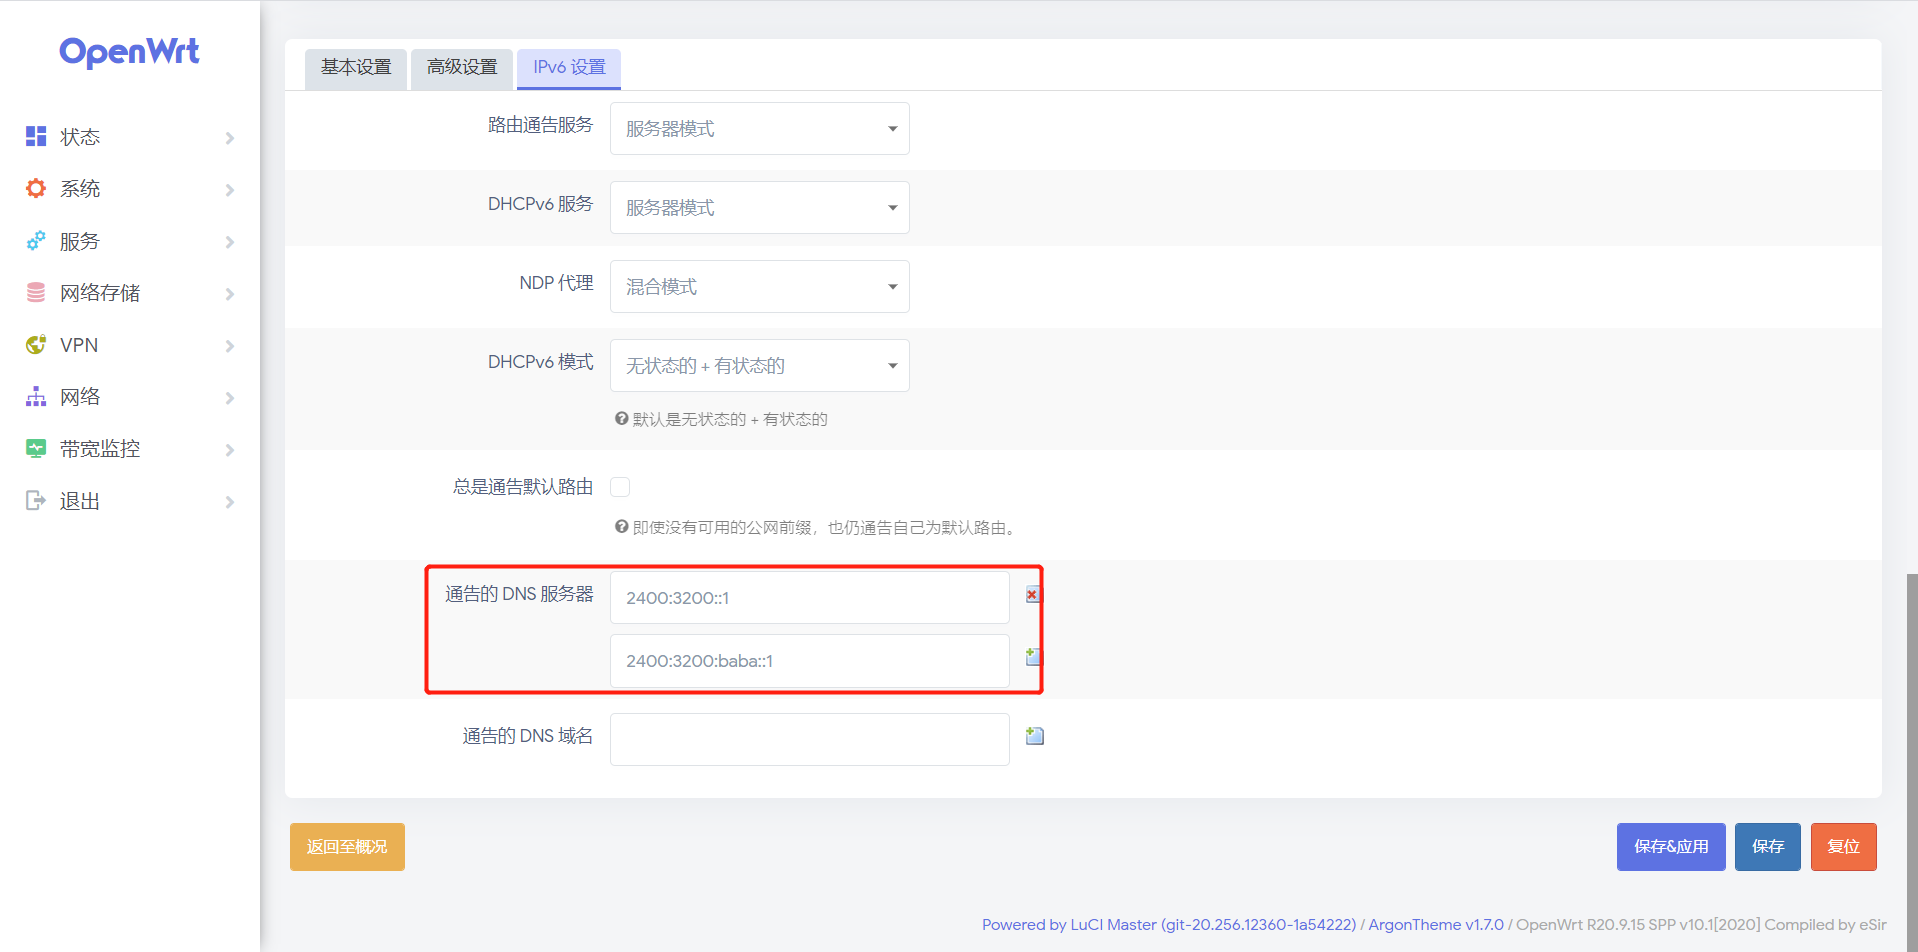 OpenWrt
状态
系统
服务
网络存储
VPN
网络
带宽监控
退出
基本设置 高级设置 IPv6 设置
路由通告服务 服务器模式
DHCPv6 服务 服务器模式
NDP 代理 混合模式
DHCPv6 模式 无状态的 + 有状态的
默认是无状态的 + 有状态的
总是通告默认路由
即使没有可用的公网前缀，也仍通告自己为默认路由。
通告的 DNS 服务器 2400:3200::1
2400:3200:baba::1
通告的 DNS 域名
返回至概况 保存&应用 保存 复位
Powered by LuCI Master (git-20.256.12360-1a54222) / ArgonTheme v1.7.0 / OpenWrt R20.9.15 SPP v10.1[2020] Compiled by eSir